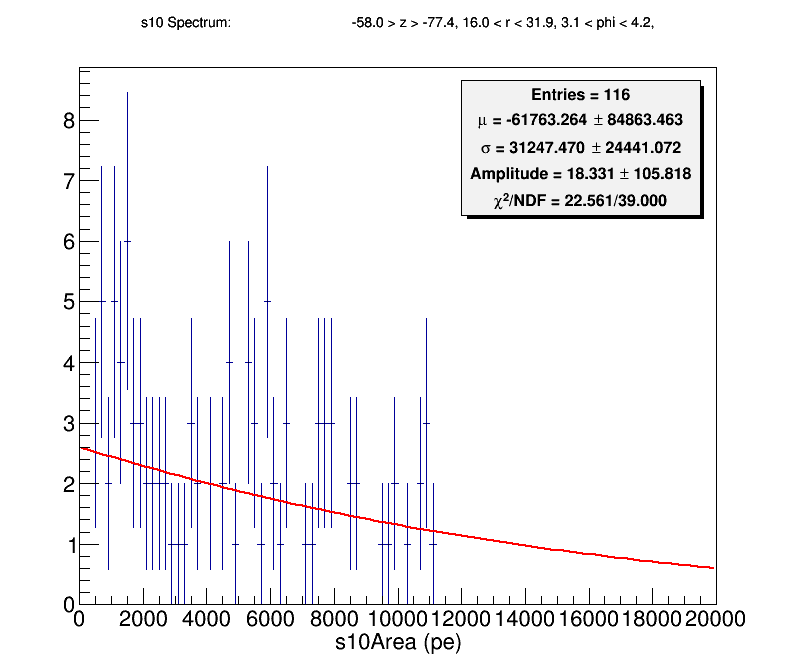 s10 Spectrum: -58.0 > z > -77.4, 16.0 < r < 31.9, 3.1 < phi < 4.2,
Entries = 116
μ = -61763.264 ± 84863.463
σ = 31247.470 ± 24441.072
Amplitude = 18.331 ± 105.818
χ²/NDF = 22.561/39.000
8
7
6
5
4
3
2
1
0
0 2000 4000 6000 8000 10000 12000 14000 16000 18000 20000
s10Area (pe)